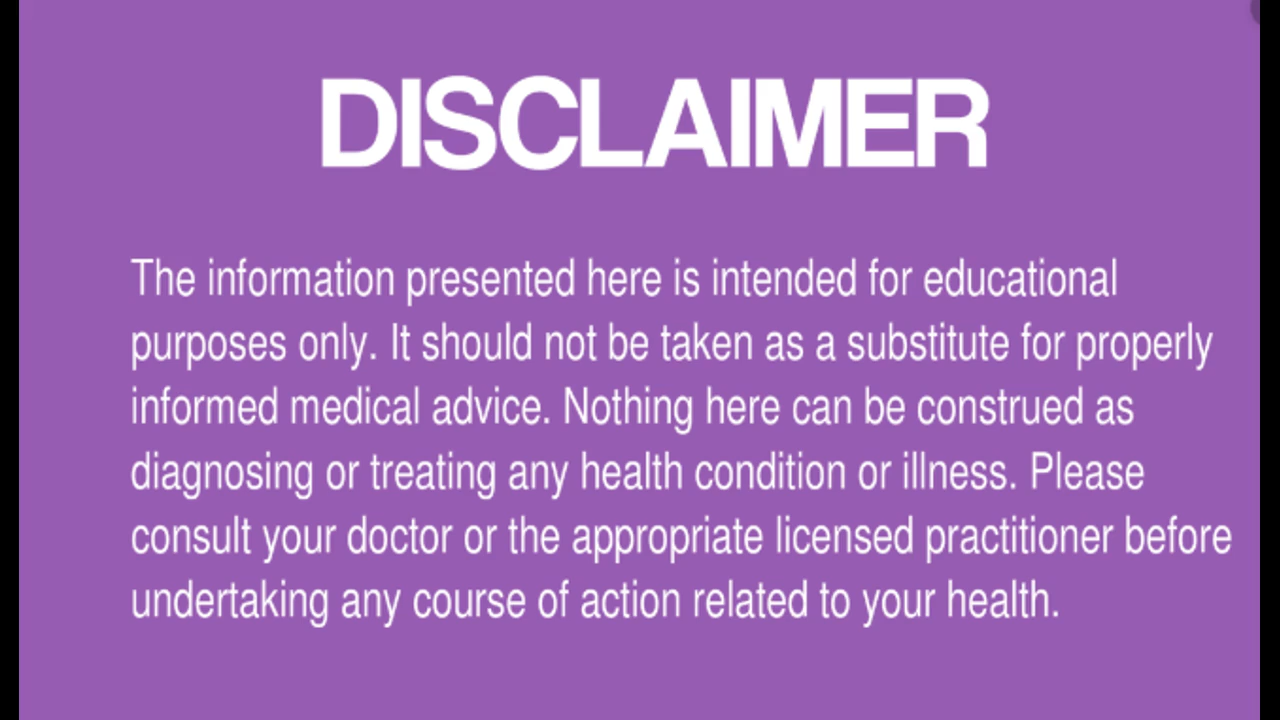 DISCLAIMER
The information presented here is intended for educational
purposes only. It should not be taken as a substitute for properly
informed medical advice. Nothing here can be construed as
diagnosing or treating any health condition or illness. Please
consult your doctor or the appropriate licensed practitioner before
undertaking any course of action related to your health.